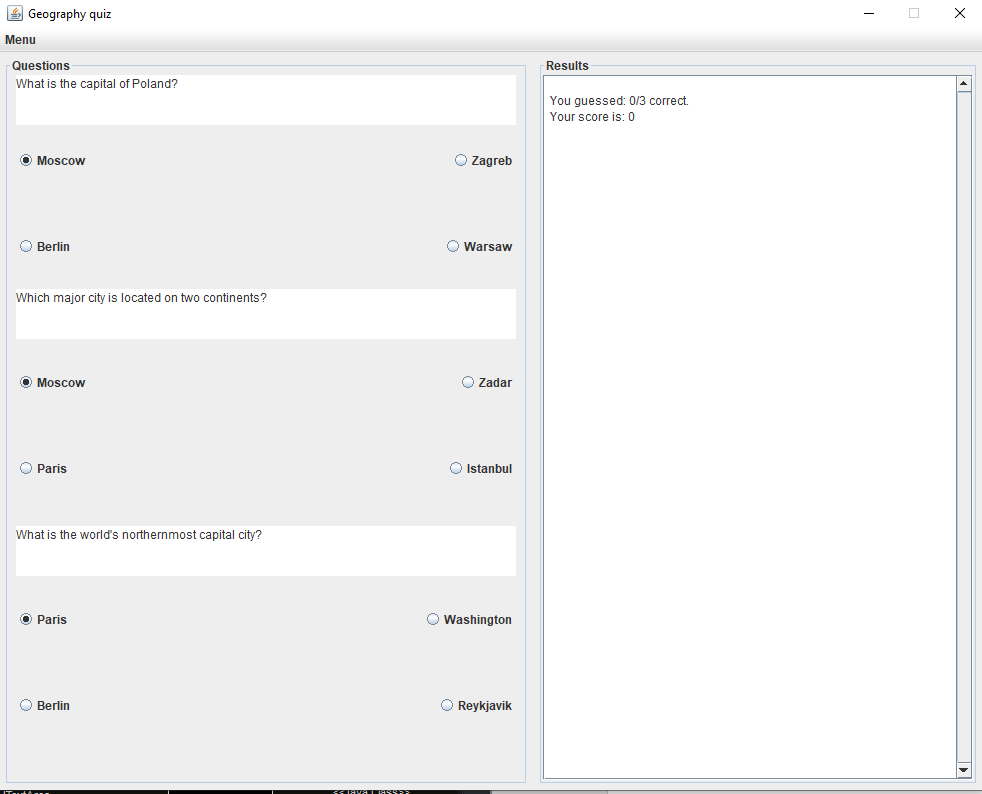 Geography quiz
Menu
Questions
What is the capital of Poland?
Moscow Zagreb
Berlin Warsaw
Which major city is located on two continents?
Moscow Zadar
Paris Istanbul
What is the world's northernmost capital city?
Paris Washington
Berlin Reykjavik
Results
You guessed: 0/3 correct.
Your score is: 0